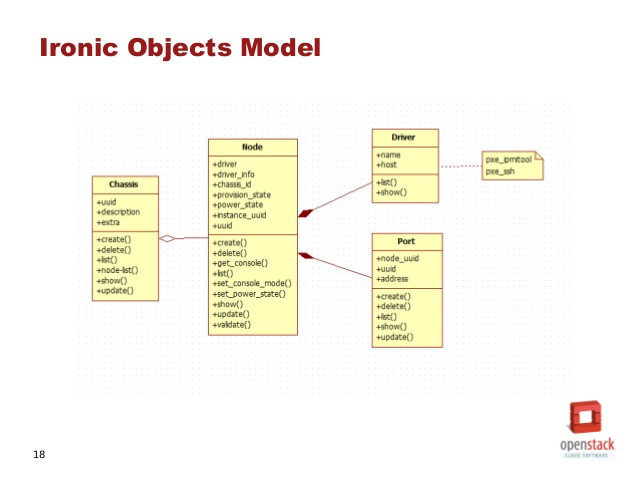 Ironic Objects Model
Chassis
+uuid
+description
+extra
+create()
+delete()
+list()
+node-list()
+show()
+update()
Node
+driver
+driver_info
+chassis_id
+provision_state
+power_state
+instance_uuid
+uuid
+create()
+delete()
+get_console()
+list()
+set_console_mode()
+set_power_state()
+show()
+update()
+validate()
Driver
+name
+host
+list()
+show()
pxe_ipmitool
pxe_ssh
Port
+node_uuid
+uuid
+address
+create()
+delete()
+list()
+show()
+update()
openstack
CLOUD SOFTWARE
18